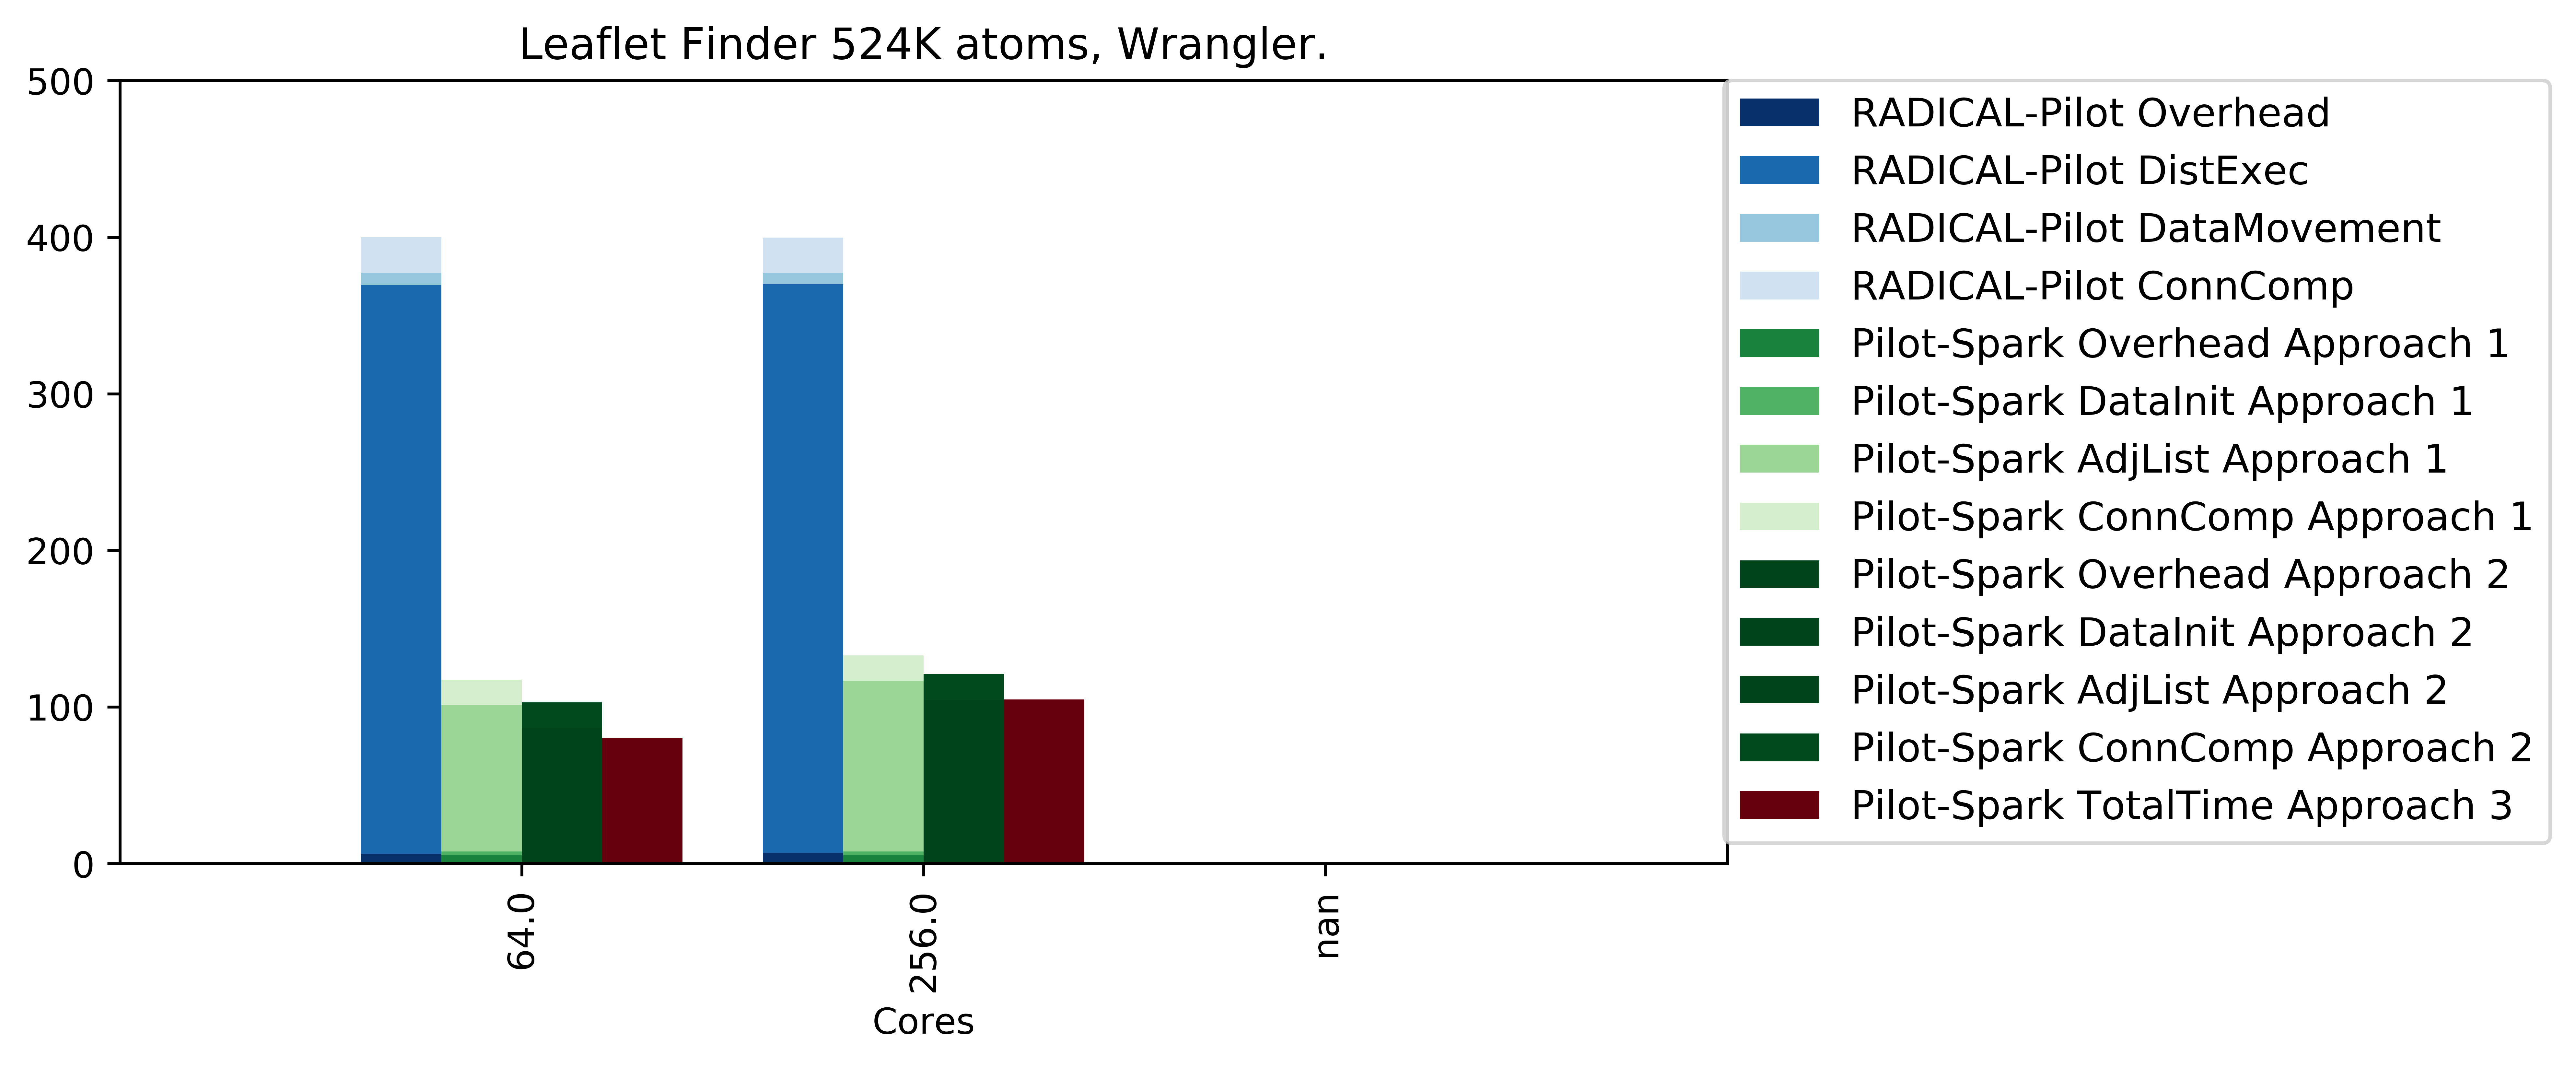 Leaflet Finder 524K atoms, Wrangler.
500
400
300
200
100
0
64.0
256.0
nan
Cores
RADICAL-Pilot Overhead
RADICAL-Pilot DistExec
RADICAL-Pilot DataMovement
RADICAL-Pilot ConnComp
Pilot-Spark Overhead Approach 1
Pilot-Spark DataInit Approach 1
Pilot-Spark AdjList Approach 1
Pilot-Spark ConnComp Approach 1
Pilot-Spark Overhead Approach 2
Pilot-Spark DataInit Approach 2
Pilot-Spark AdjList Approach 2
Pilot-Spark ConnComp Approach 2
Pilot-Spark TotalTime Approach 3